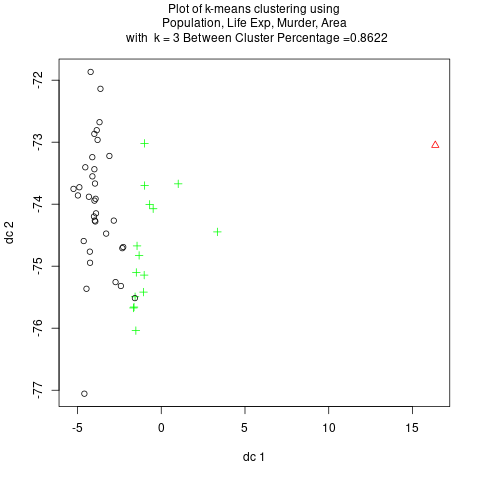 Plot of k-means clustering using
Population, Life Exp, Murder, Area
with k = 3 Between Cluster Percentage =0.8622
-72
-73
-74
-75
-76
-77
dc 2
-5
0
5
10
15
dc 1